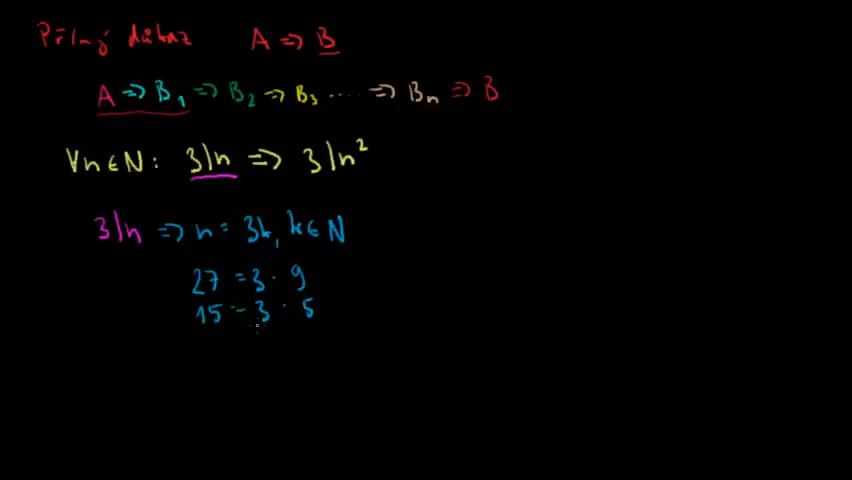 Přímý důkaz A ⇒ B
A ⇒ B₁ ⇒ B₂ ⇒ B₃ ..... ⇒ Bₙ ⇒ B
∀n∈N: 3|n ⇒ 3|n²
3|n ⇒ n = 3k, k∈N
27 = 3 · 9
15 = 3 · 5